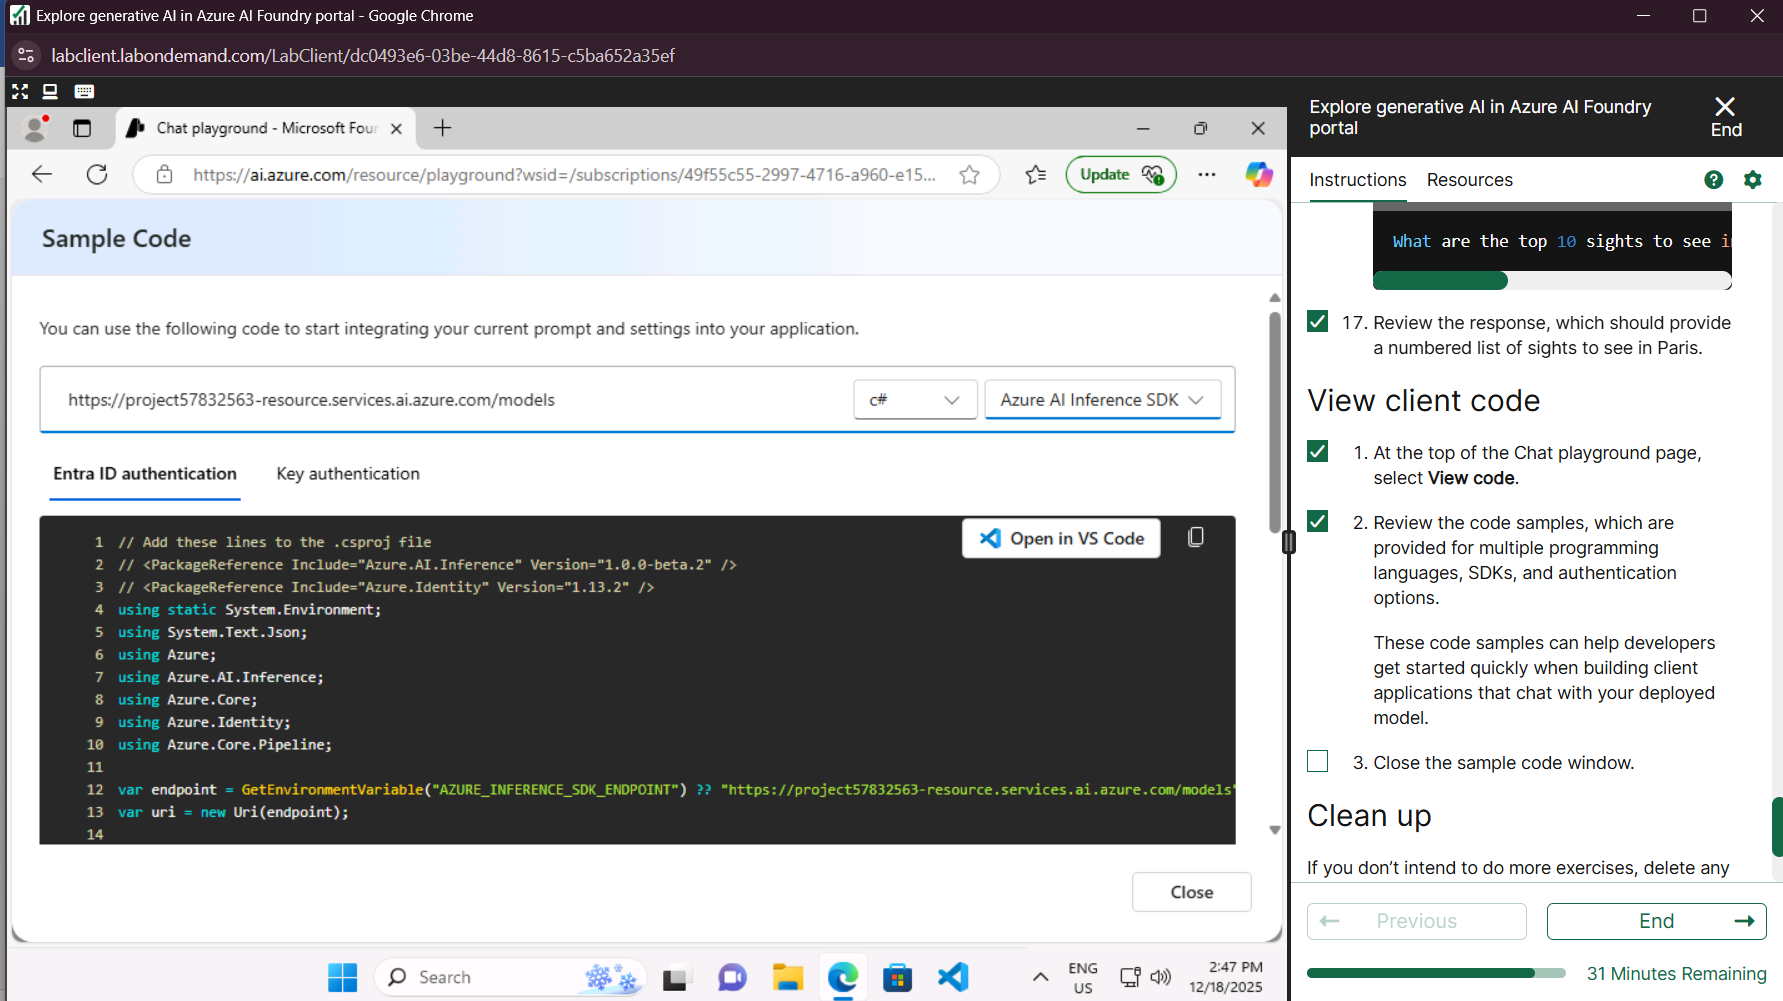 Explore generative AI in Azure AI Foundry portal - Google Chrome
labclient.labondemand.com/LabClient/dc0493e6-03be-44d8-8615-c5ba652a35ef
Chat playground - Microsoft Four
https://ai.azure.com/resource/playground?wsid=/subscriptions/49f55c55-2997-4716-a960-e15...
Update
Sample Code
You can use the following code to start integrating your current prompt and settings into your application.
https://project57832563-resource.services.ai.azure.com/models
c#
Azure AI Inference SDK
Entra ID authentication
Key authentication
Open in VS Code
1 // Add these lines to the .csproj file
2 // <PackageReference Include="Azure.AI.Inference" Version="1.0.0-beta.2" />
3 // <PackageReference Include="Azure.Identity" Version="1.13.2" />
4 using static System.Environment;
5 using System.Text.Json;
6 using Azure;
7 using Azure.AI.Inference;
8 using Azure.Core;
9 using Azure.Identity;
10 using Azure.Core.Pipeline;
11
12 var endpoint = GetEnvironmentVariable("AZURE_INFERENCE_SDK_ENDPOINT") ?? "https://project57832563-resource.services.ai.azure.com/models"
13 var uri = new Uri(endpoint);
14
Close
Search
ENG
US
2:47 PM
12/18/2025
Explore generative AI in Azure AI Foundry
portal
End
Instructions
Resources
What are the top 10 sights to see i
17. Review the response, which should provide
a numbered list of sights to see in Paris.
View client code
1. At the top of the Chat playground page,
select View code.
2. Review the code samples, which are
provided for multiple programming
languages, SDKs, and authentication
options.
These code samples can help developers
get started quickly when building client
applications that chat with your deployed
model.
3. Close the sample code window.
Clean up
If you don't intend to do more exercises, delete any
Previous
End
31 Minutes Remaining